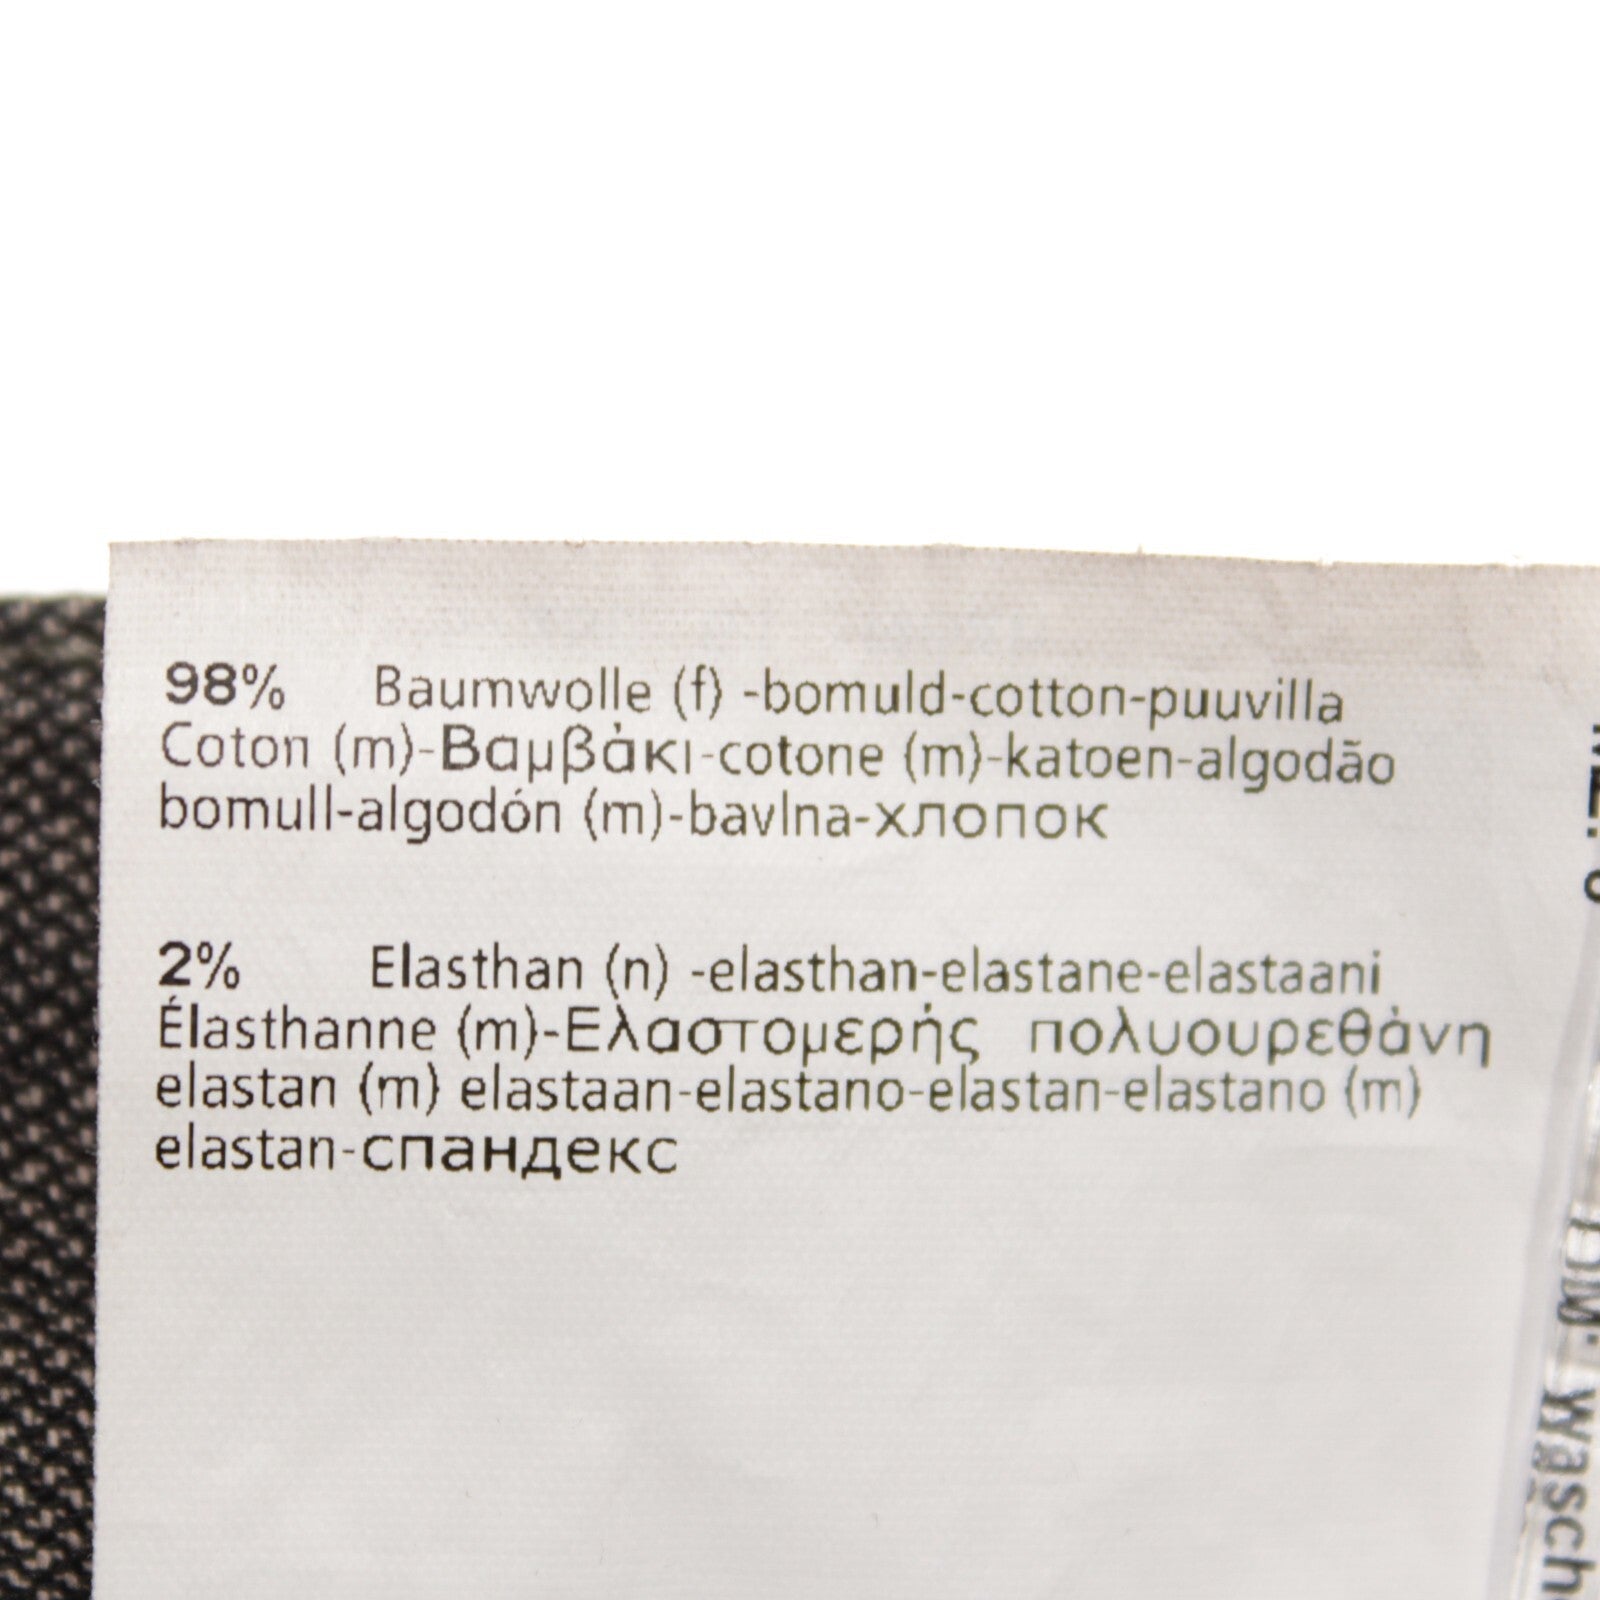 98% Baumwolle (f) -bomuld-cotton-puuvilla
Coton (m)-Βαμβάκι-cotone (m)-katoen-algodão
bomull-algodón (m)-bavlna-хлопок
2% Elasthan (n) -elasthan-elastane-elastaani
Élasthanne (m)-Ελαστομερής πολυουρεθάνη
elastan (m) elastaan-elastano-elastan-elastano (m)
elastan-спандекс